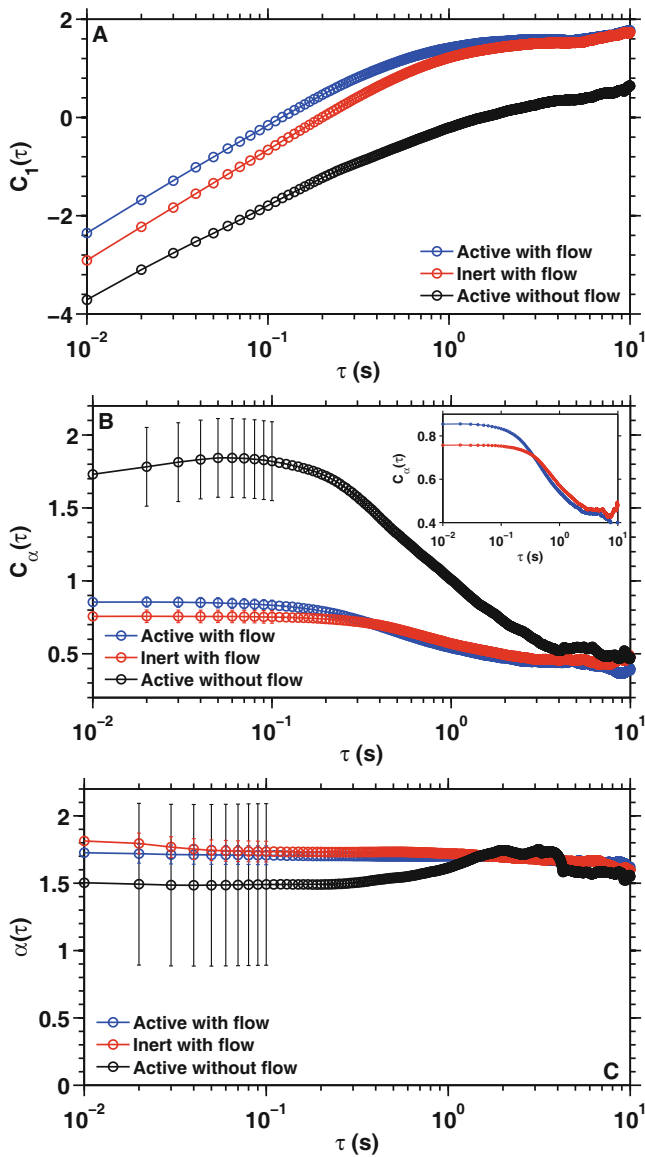 A
C₁(τ)
2
0
−2
−4
Active with flow
Inert with flow
Active without flow
10⁻² 10⁻¹ 10⁰ 10¹
τ (s)
B
C_α(τ)
2
1.5
1
0.5
Active with flow
Inert with flow
Active without flow
C_α(τ)
0.8
0.6
0.4
10⁻² 10⁻¹ 10⁰ 10¹
τ (s)
10⁻² 10⁻¹ 10⁰ 10¹
τ (s)
α(τ)
2
1.5
1
0.5
0
Active with flow
Inert with flow
Active without flow
C
10⁻² 10⁻¹ 10⁰ 10¹
τ (s)